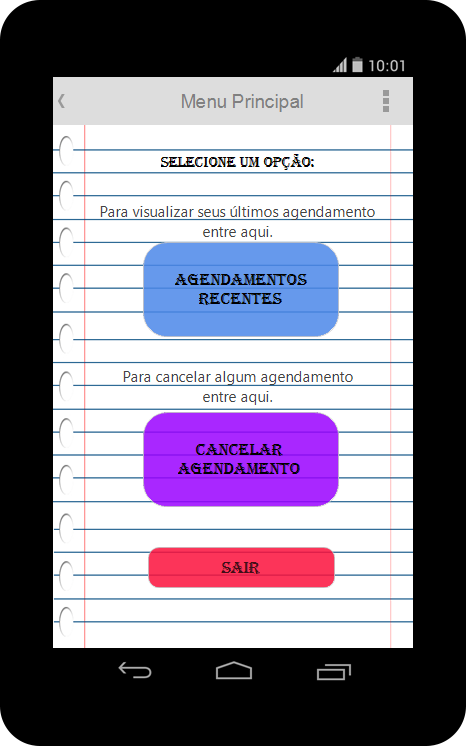 10:01
Menu Principal
SELECIONE UM OPÇÃO:
Para visualizar seus últimos agendamento
entre aqui.
AGENDAMENTOS
RECENTES
Para cancelar algum agendamento
entre aqui.
CANCELAR
AGENDAMENTO
SAIR